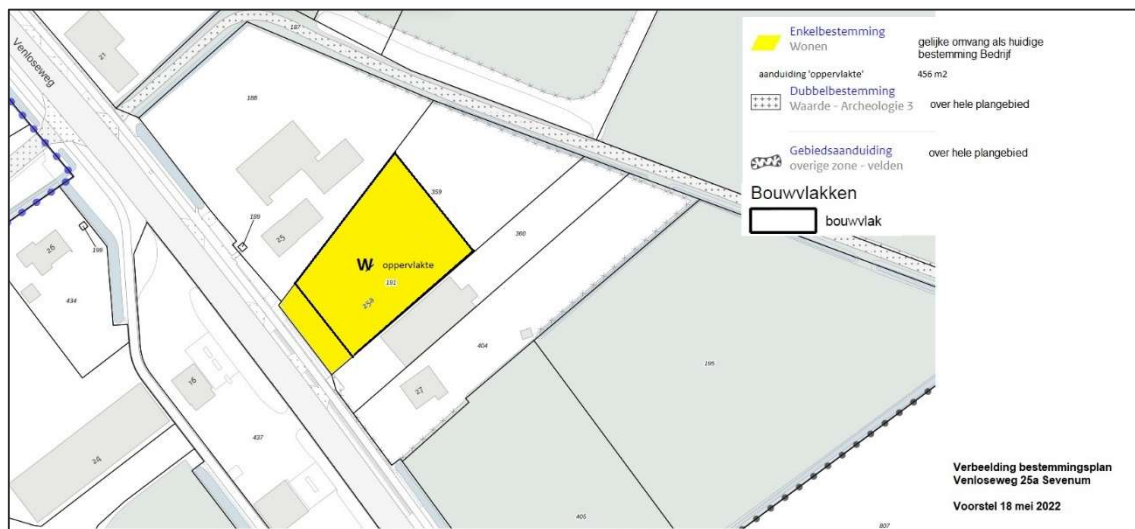 Venloseweg
21
187
188
359
360
190
25
W oppervlakte
191
25a
26
199
434
404
27
16
195
437
24
405
807
Enkelbestemming
Wonen
gelijke omvang als huidige
bestemming Bedrijf
aanduiding 'oppervlakte' 456 m2
Dubbelbestemming
Waarde - Archeologie 3 over hele plangebied
Gebiedsaanduiding over hele plangebied
overige zone - velden
Bouwvlakken
bouwvlak
Verbeelding bestemmingsplan
Venloseweg 25a Sevenum
Voorstel 18 mei 2022